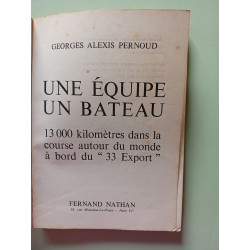 GEORGES ALEXIS PERNOUD
UNE ÉQUIPE
UN BATEAU
13 000 kilomètres dans la
course autour du monde
à bord du " 33 Export "
FERNAND NATHAN